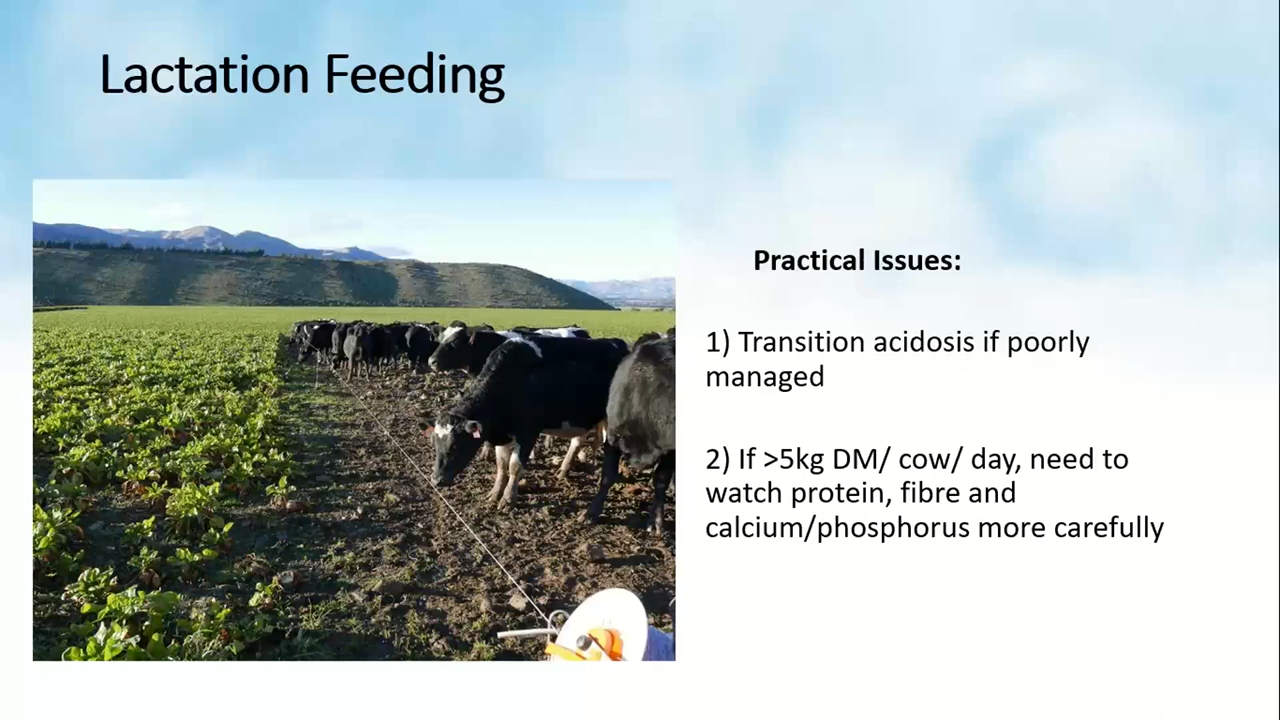 Lactation Feeding
Practical Issues:
1) Transition acidosis if poorly
managed
2) If >5kg DM/ cow/ day, need to
watch protein, fibre and
calcium/phosphorus more carefully